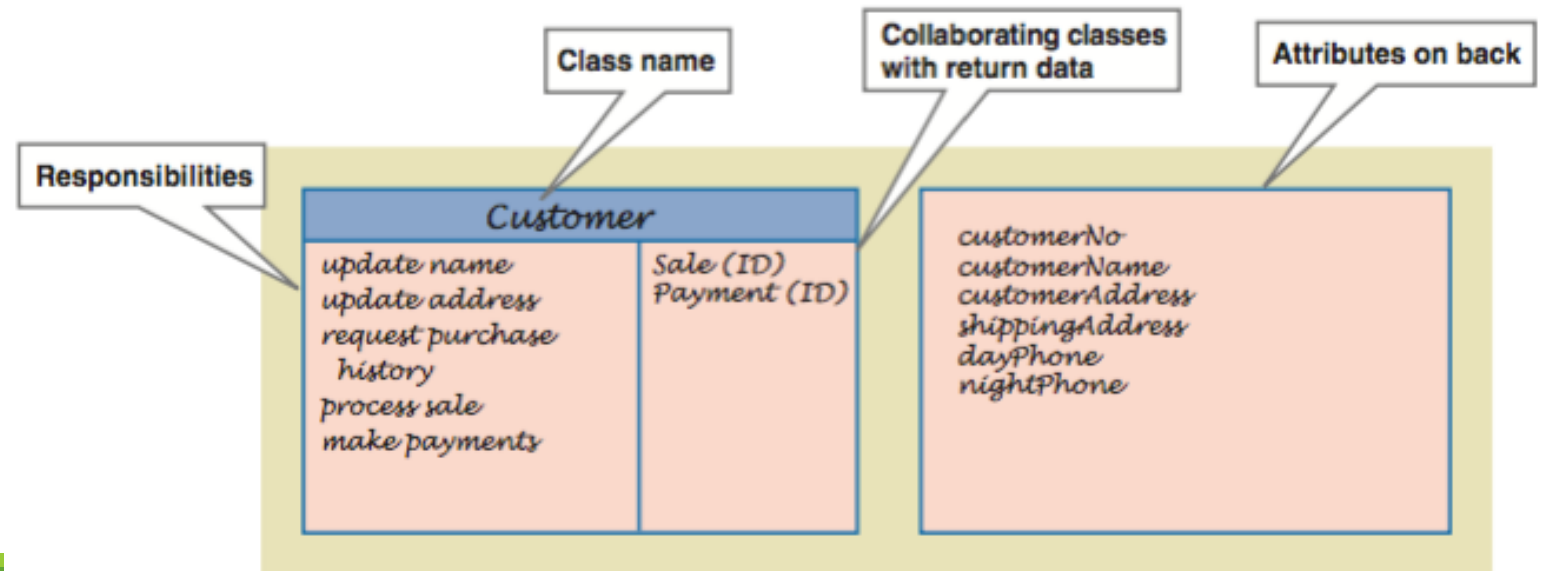 Class name
Collaborating classes
with return data
Attributes on back
Responsibilities
Customer
update name
update address
request purchase
history
process sale
make payments
Sale (ID)
Payment (ID)
customerNo
customerName
customerAddress
shippingAddress
dayPhone
nightPhone